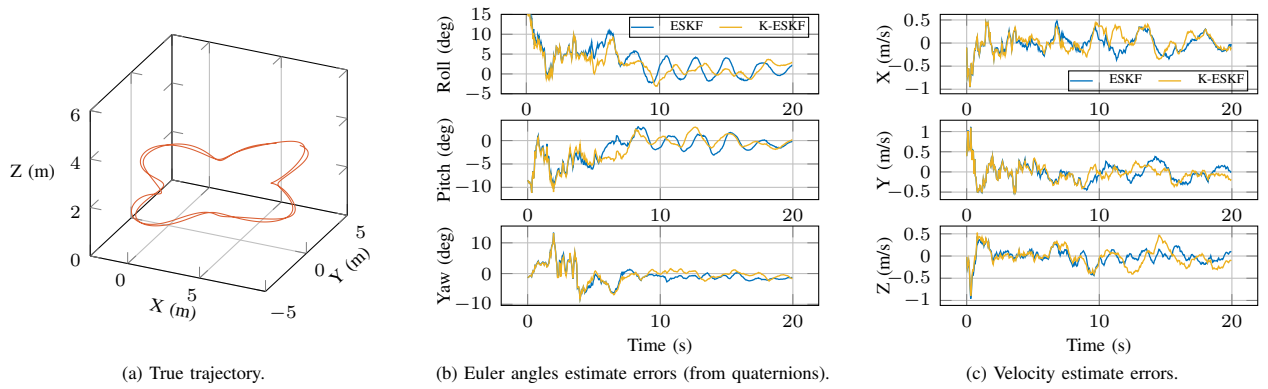 6
4
2
0
Z (m)
0
5
X (m)
−5
0
5
Y (m)
(a) True trajectory.
15
10
5
0
−5
Roll (deg)
ESKF
K-ESKF
0
10
20
0
−5
−10
Pitch (deg)
0
10
20
10
0
−10
Yaw (deg)
0
10
20
Time (s)
(b) Euler angles estimate errors (from quaternions).
0.5
0
−0.5
−1
X (m/s)
ESKF
K-ESKF
0
10
20
1
0.5
0
−0.5
Y (m/s)
0
10
20
0.5
0
−0.5
−1
Z (m/s)
0
10
20
Time (s)
(c) Velocity estimate errors.